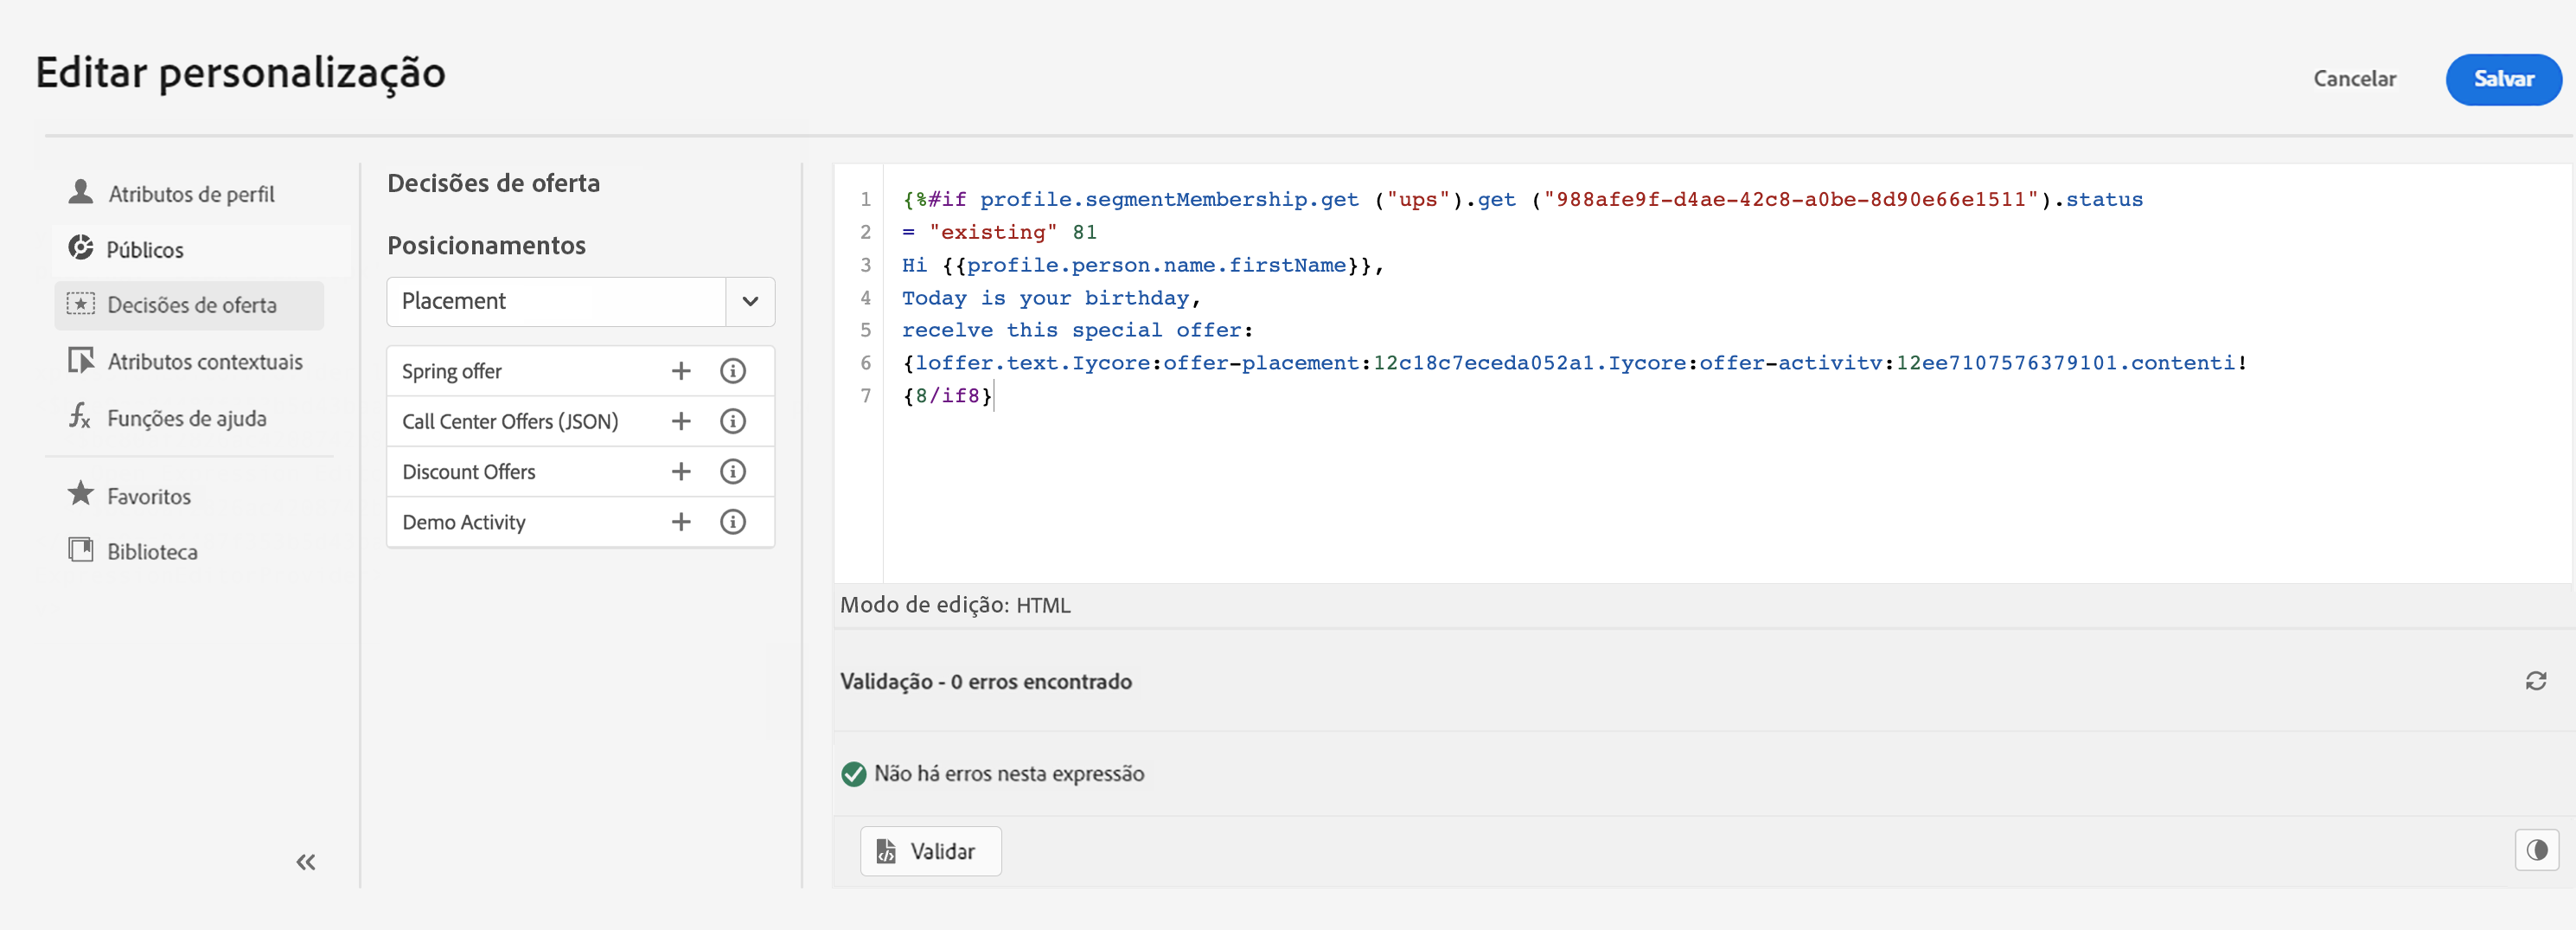 Editar personalização
Cancelar
Salvar
Atributos de perfil
Públicos
Decisões de oferta
Atributos contextuais
Funções de ajuda
Favoritos
Biblioteca
Decisões de oferta
Posicionamentos
Placement
Spring offer
Call Center Offers (JSON)
Discount Offers
Demo Activity
1 {%#if profile.segmentMembership.get ("ups").get ("988afe9f-d4ae-42c8-a0be-8d90e66e1511").status
2 = "existing" 81
3 Hi {{profile.person.name.firstName}},
4 Today is your birthday,
5 recelve this special offer:
6 {loffer.text.Iycore:offer-placement:12c18c7eceda052a1.Iycore:offer-activitv:12ee7107576379101.contenti!
7 {8/if8}
Modo de edição: HTML
Validação - 0 erros encontrado
Não há erros nesta expressão
Validar